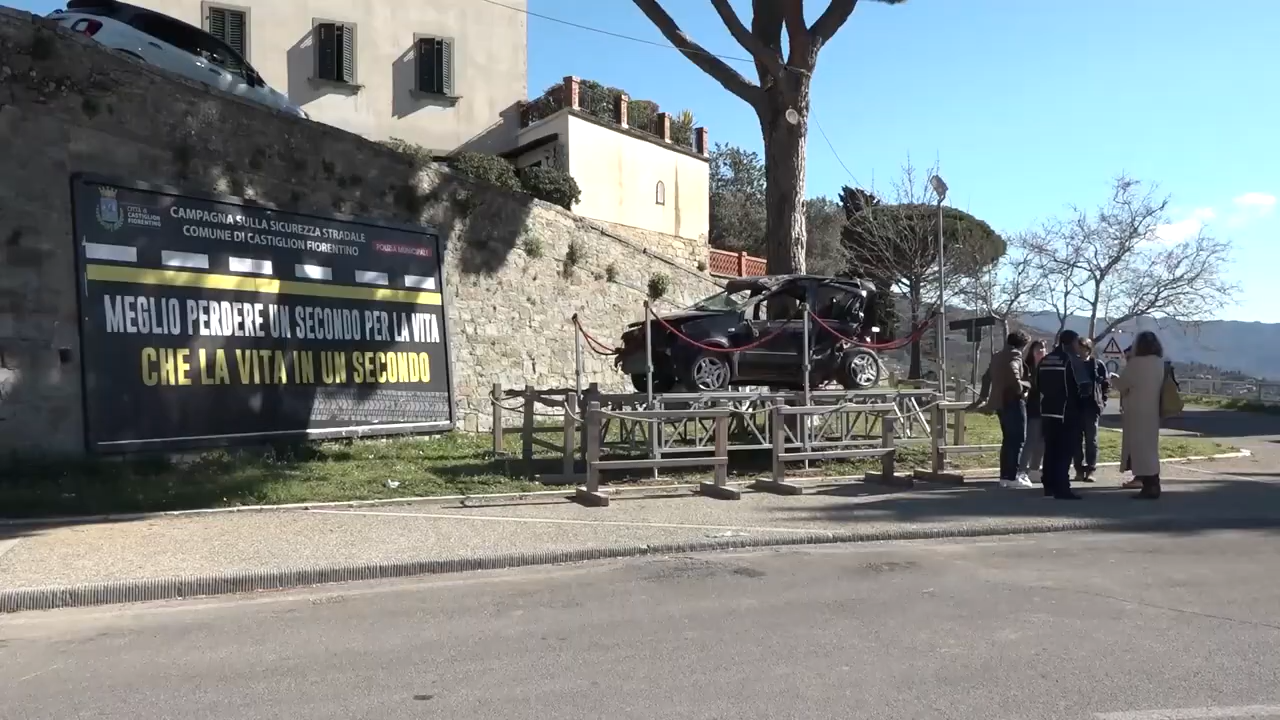 CITTÀ DI
CASTIGLION
FIORENTINO
CAMPAGNA SULLA SICUREZZA STRADALE
COMUNE DI CASTIGLION FIORENTINO
POLIZIA MUNICIPALE
MEGLIO PERDERE UN SECONDO PER LA VITA
CHE LA VITA IN UN SECONDO